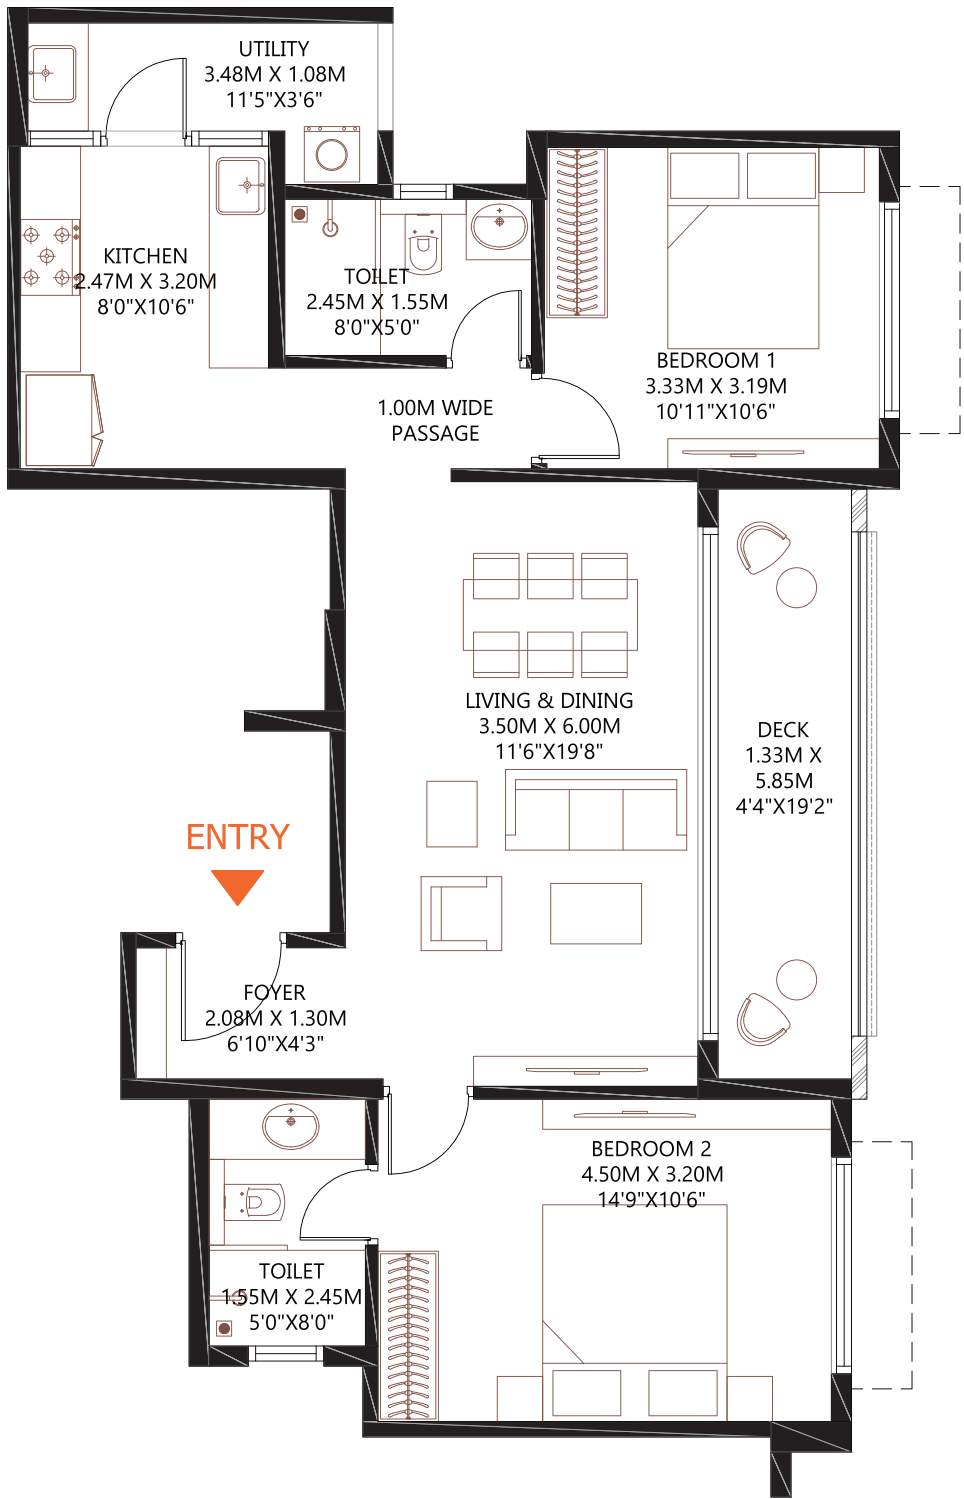 UTILITY
3.48M X 1.08M
11'5"X3'6"
KITCHEN
2.47M X 3.20M
8'0"X10'6"
TOILET
2.45M X 1.55M
8'0"X5'0"
BEDROOM 1
3.33M X 3.19M
10'11"X10'6"
1.00M WIDE
PASSAGE
LIVING & DINING
3.50M X 6.00M
11'6"X19'8"
DECK
1.33M X
5.85M
4'4"X19'2"
ENTRY
FOYER
2.08M X 1.30M
6'10"X4'3"
BEDROOM 2
4.50M X 3.20M
14'9"X10'6"
TOILET
1.55M X 2.45M
5'0"X8'0"